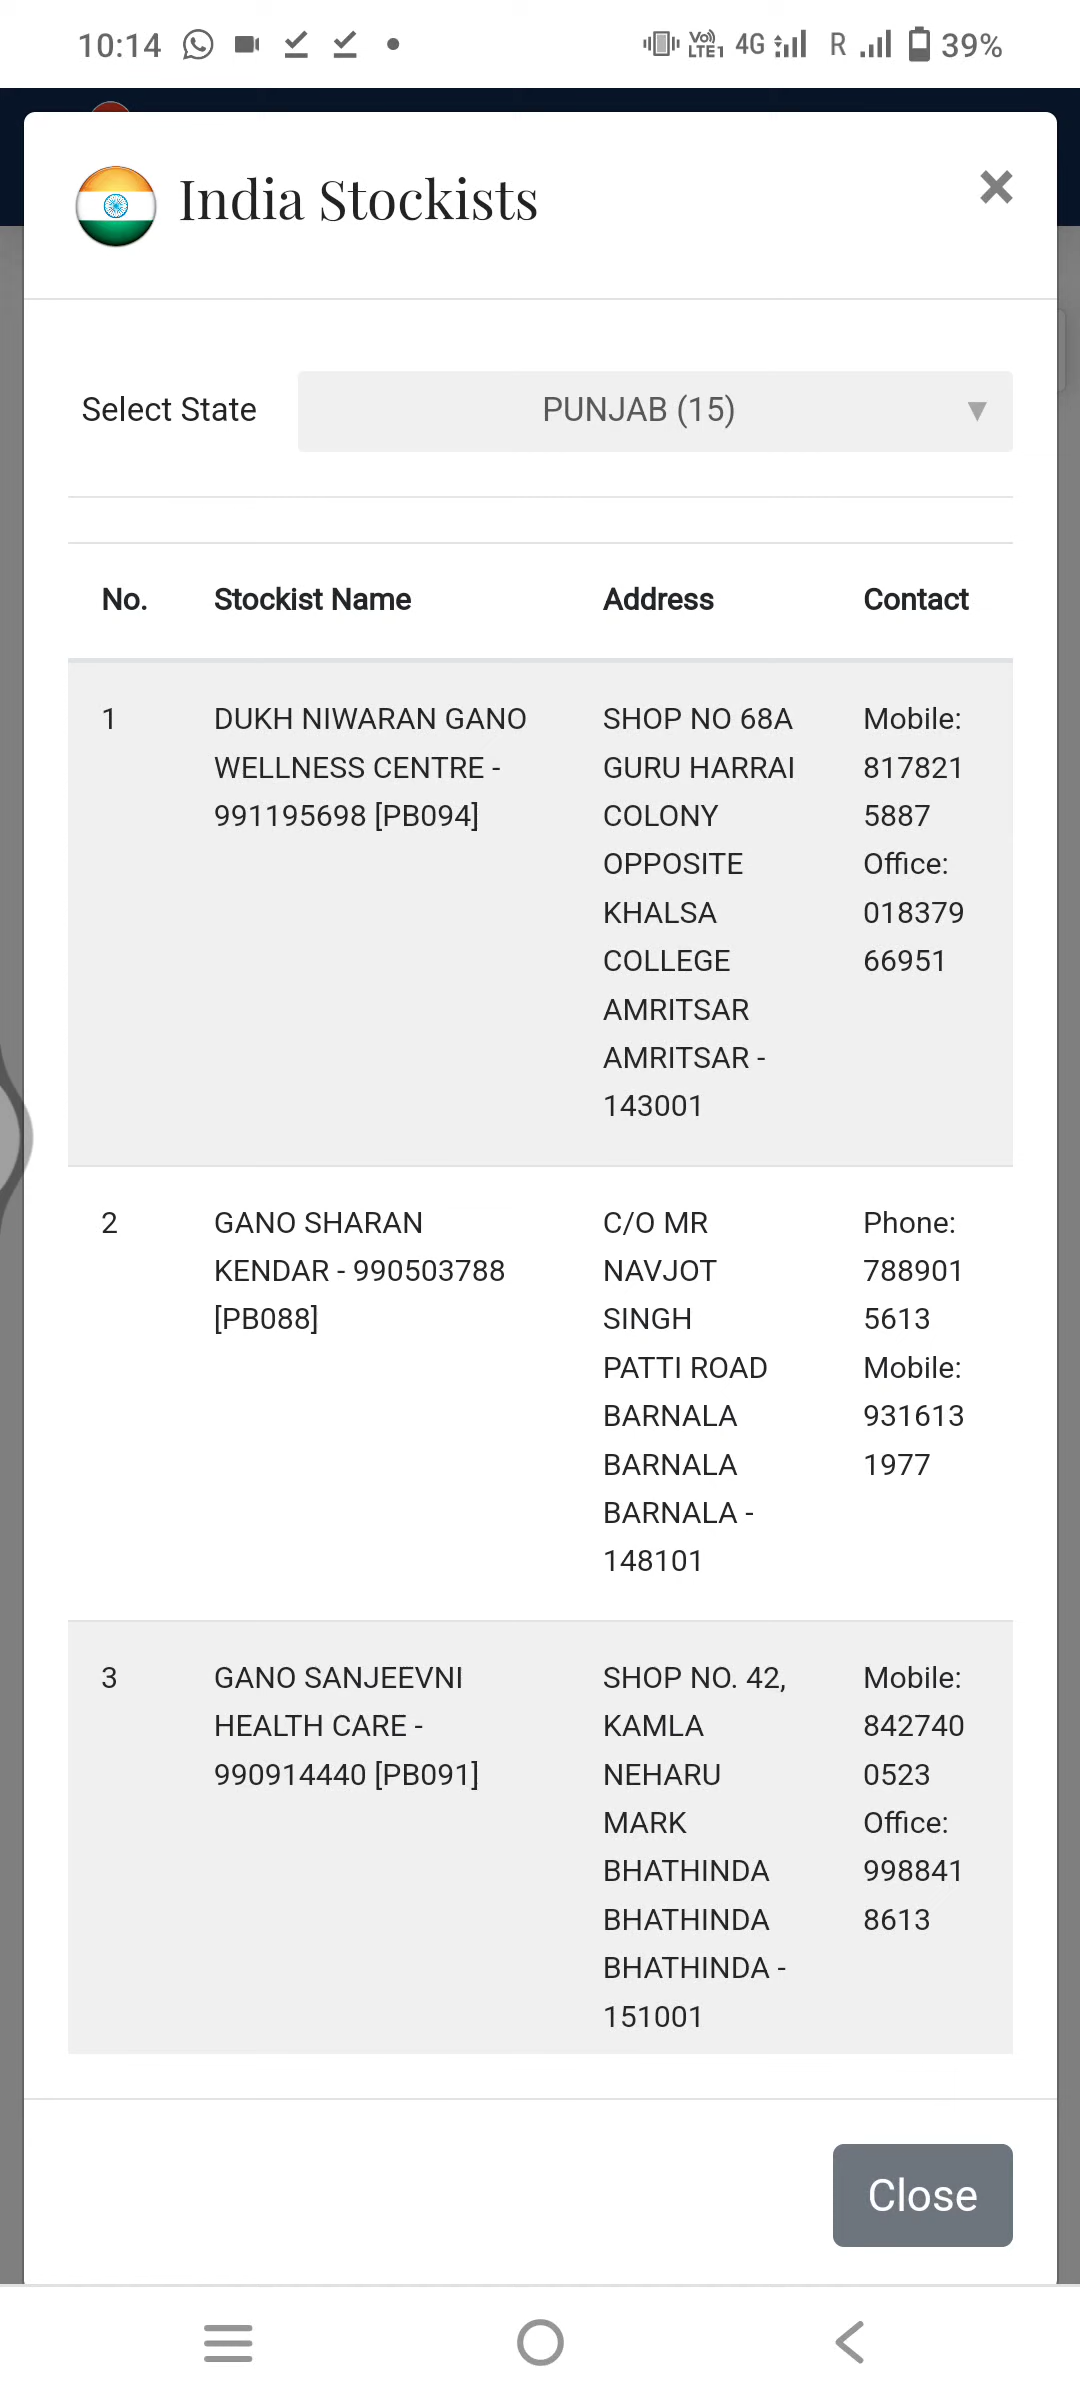 10:14 Vo)) LTE1 4G R 39%
India Stockists ×
Select State PUNJAB (15) ▼
No. Stockist Name Address Contact
1 DUKH NIWARAN GANO SHOP NO 68A Mobile:
WELLNESS CENTRE - GURU HARRAI 817821
991195698 [PB094] COLONY 5887
OPPOSITE Office:
KHALSA 018379
COLLEGE 66951
AMRITSAR
AMRITSAR -
143001
2 GANO SHARAN C/O MR Phone:
KENDAR - 990503788 NAVJOT 788901
[PB088] SINGH 5613
PATTI ROAD Mobile:
BARNALA 931613
BARNALA 1977
BARNALA -
148101
3 GANO SANJEEVNI SHOP NO. 42, Mobile:
HEALTH CARE - KAMLA 842740
990914440 [PB091] NEHARU 0523
MARK Office:
BHATHINDA 998841
BHATHINDA 8613
BHATHINDA -
151001
Close